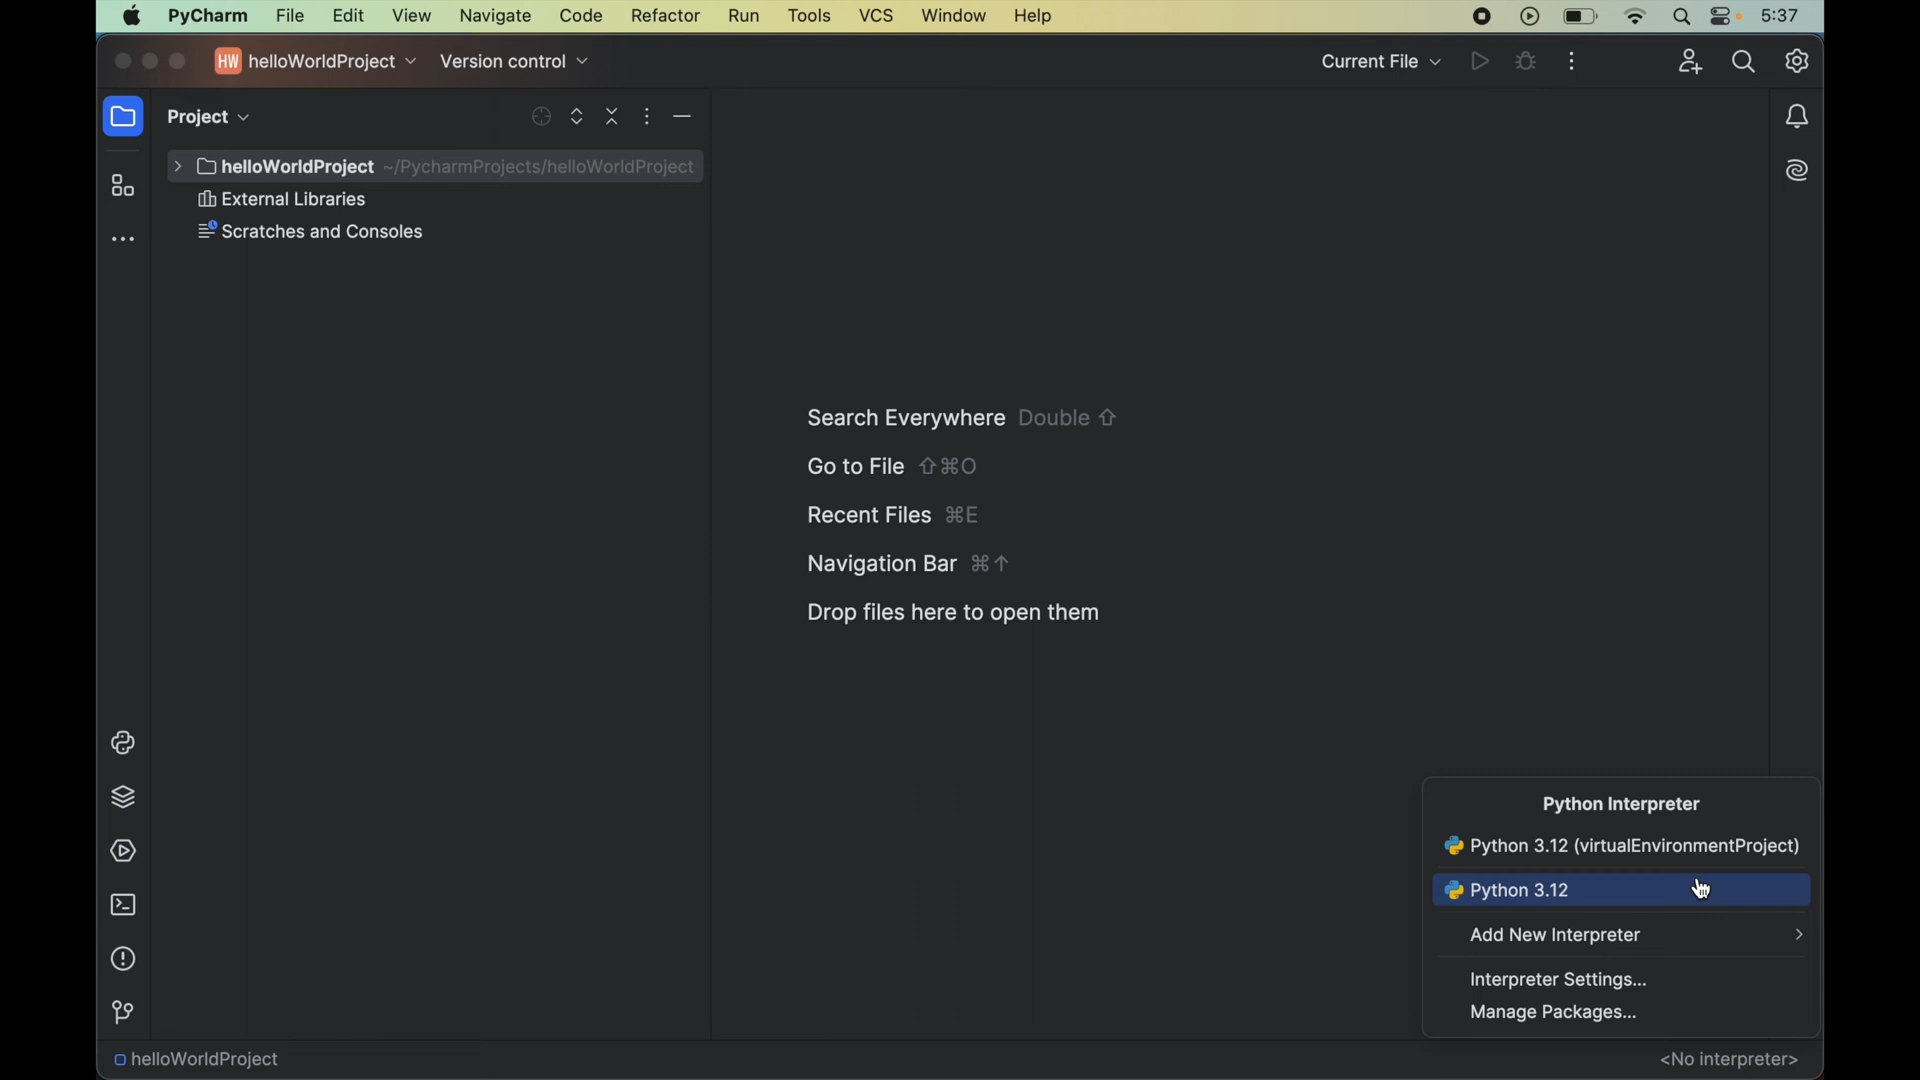 PyCharm File Edit View Navigate Code Refactor Run Tools VCS Window Help 5:37
HW helloWorldProject Version control Current File
Project
helloWorldProject ~/PycharmProjects/helloWorldProject
External Libraries
Scratches and Consoles
Search Everywhere Double ⇧
Go to File ⇧⌘O
Recent Files ⌘E
Navigation Bar ⌘↑
Drop files here to open them
Python Interpreter
Python 3.12 (virtualEnvironmentProject)
Python 3.12
Add New Interpreter
Interpreter Settings...
Manage Packages...
helloWorldProject <No interpreter>